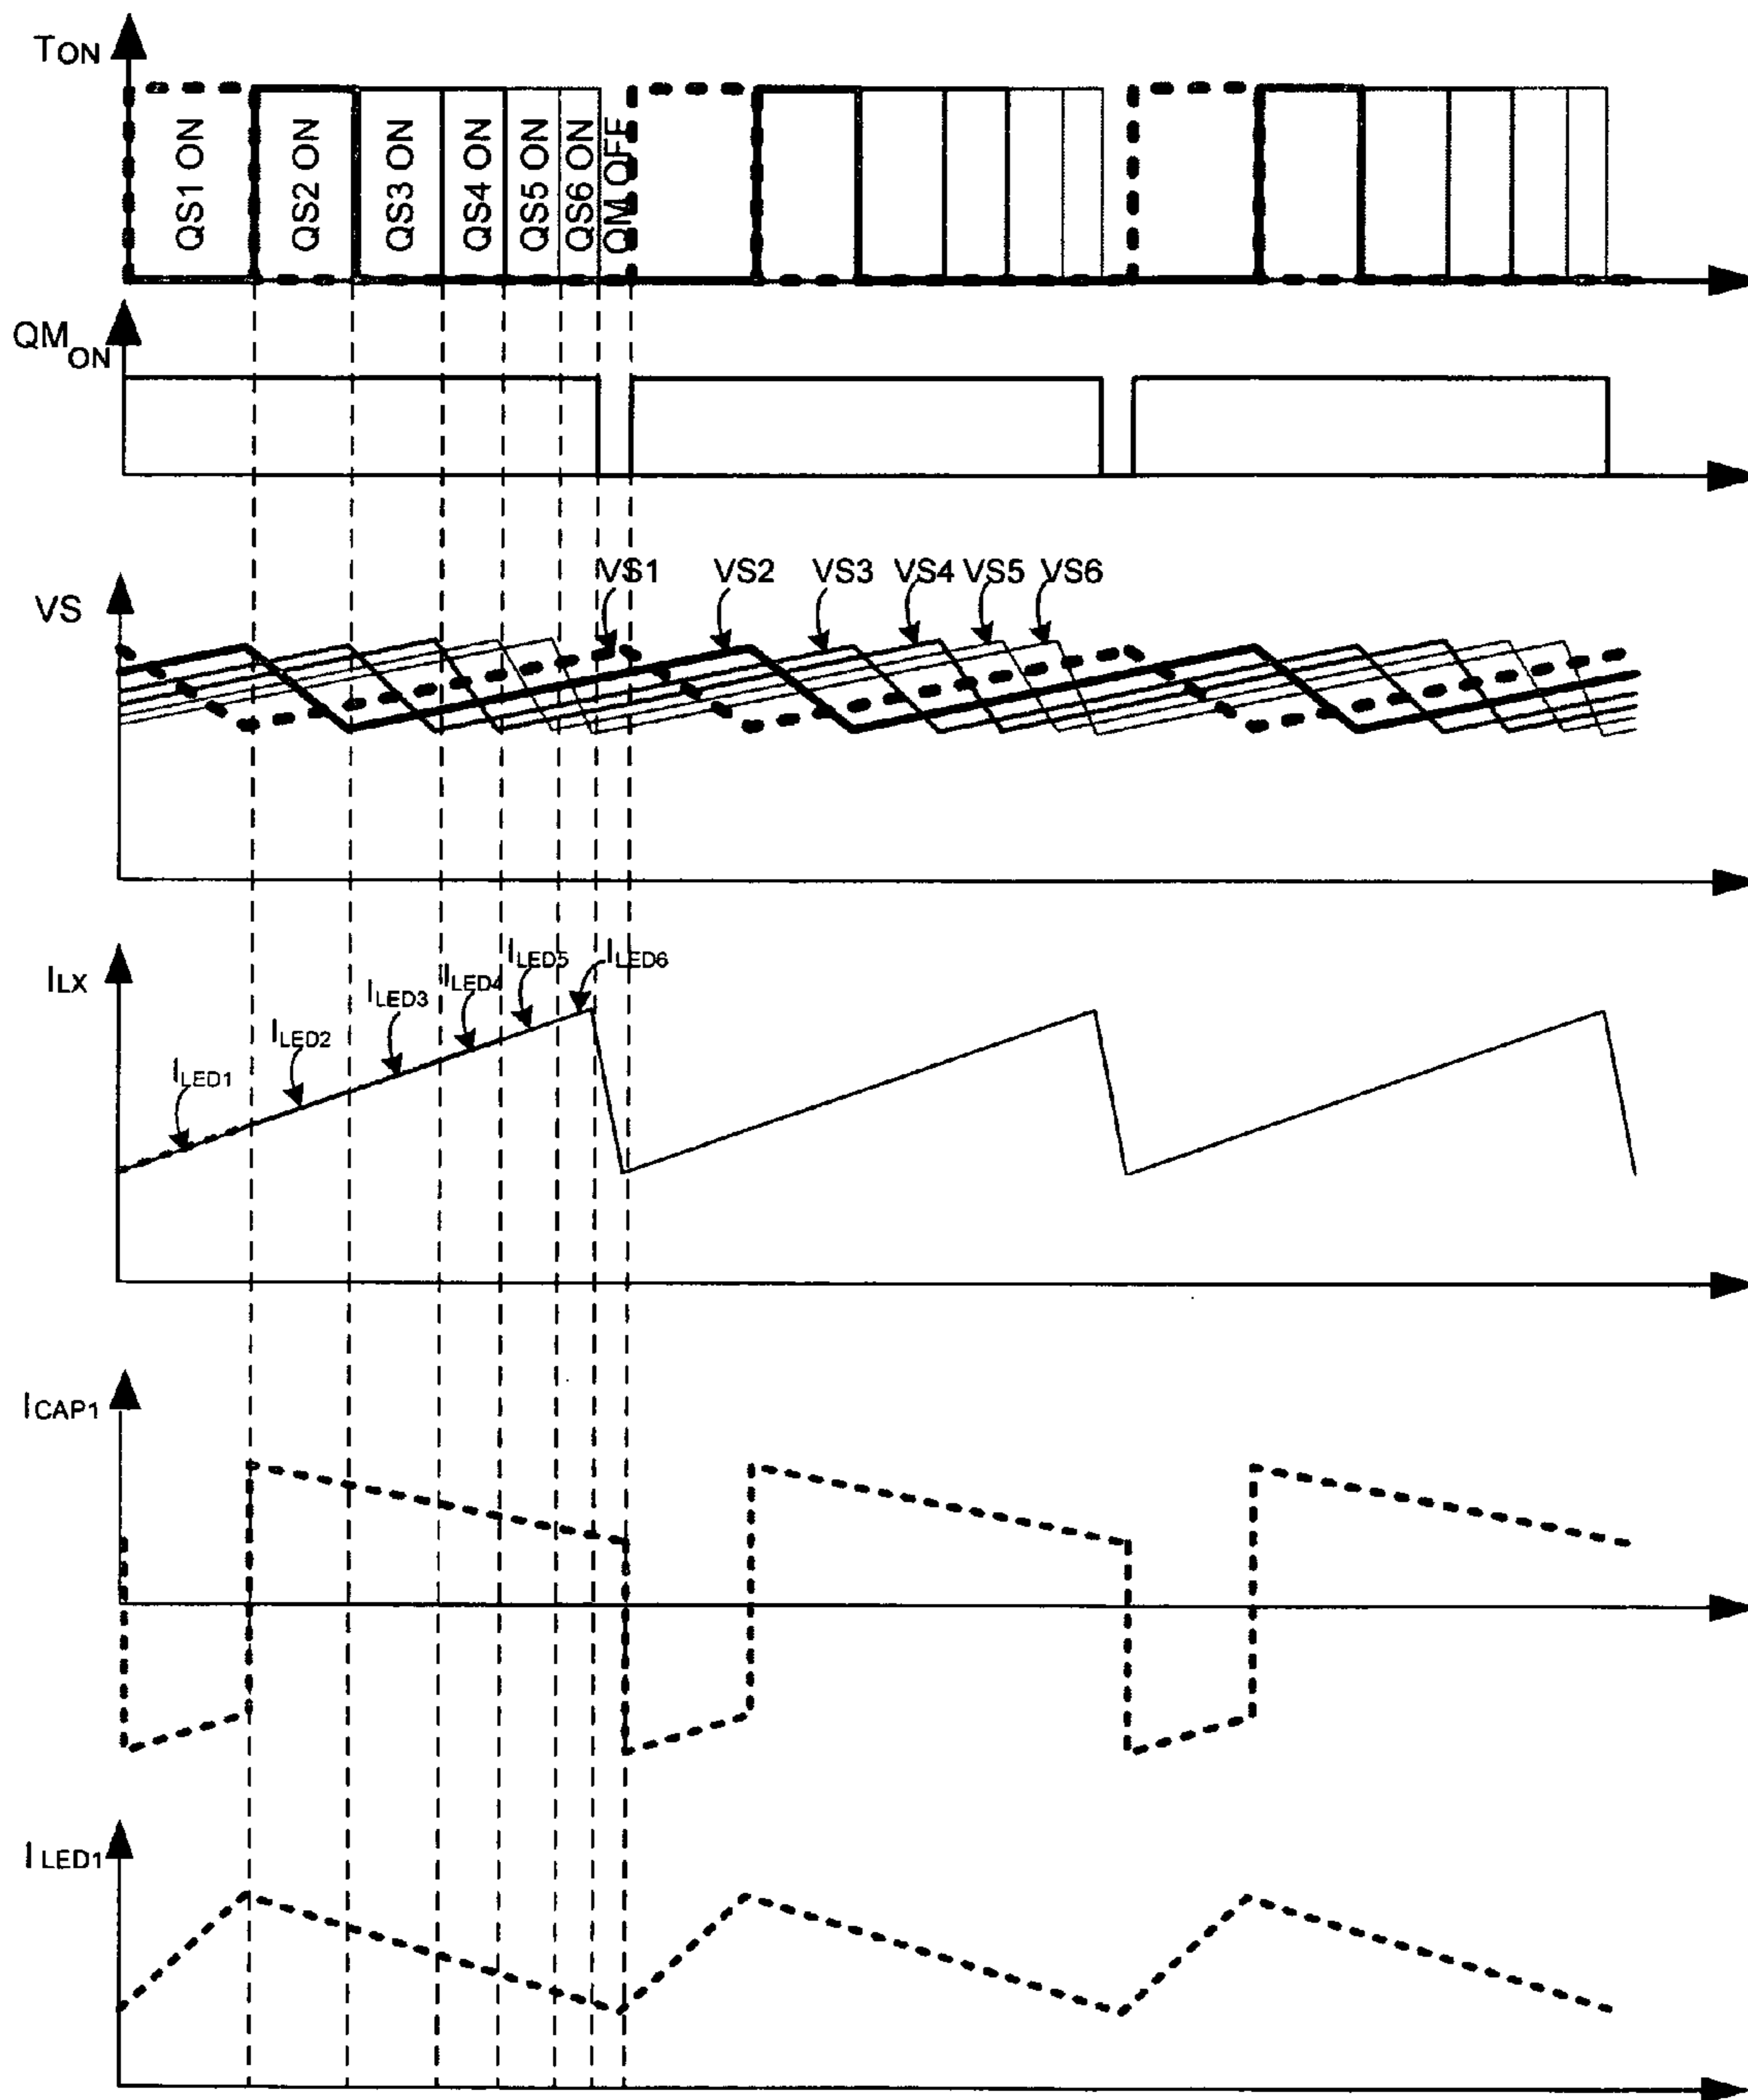 TON
QS1 ON
QS2 ON
QS3 ON
QS4 ON
QS5 ON
QS6 ON
QM OFF
QMON
VS
VS1
VS2
VS3
VS4
VS5
VS6
ILX
ILED1
ILED2
ILED3
ILED4
ILED5
ILED6
ICAP1
ILED1